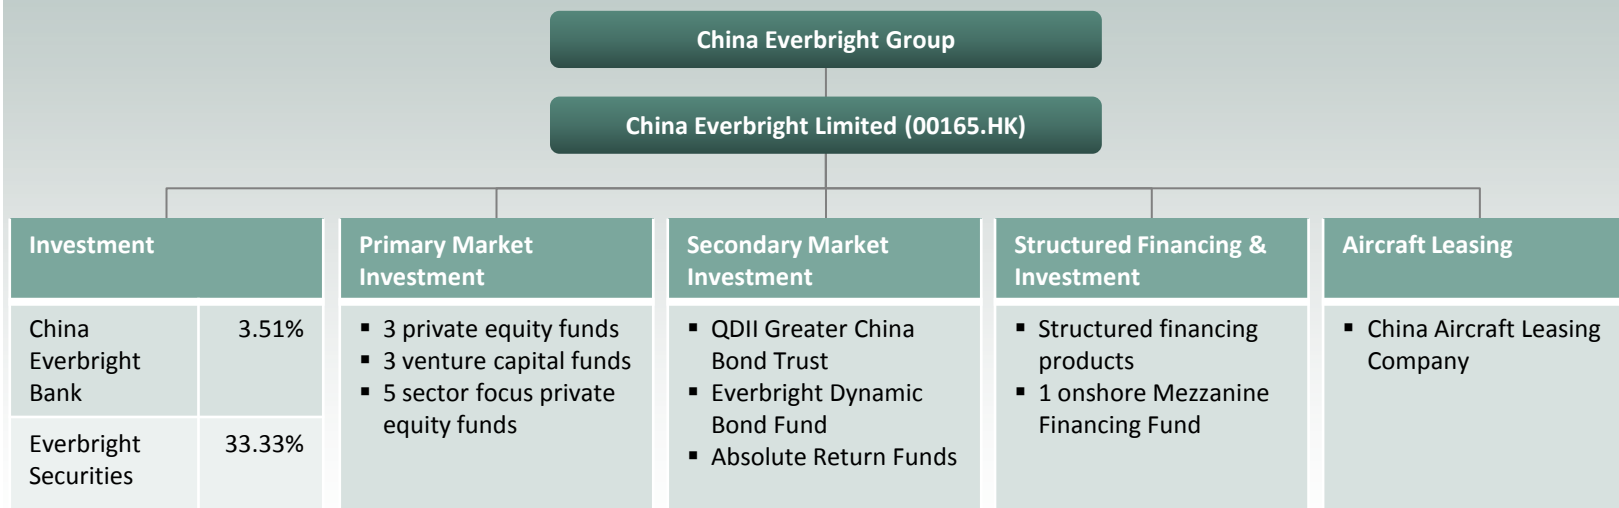 China Everbright Group
China Everbright Limited (00165.HK)
Investment
China
Everbright
Bank
3.51%
Everbright
Securities
33.33%
Primary Market
Investment
▪ 3 private equity funds
▪ 3 venture capital funds
▪ 5 sector focus private
equity funds
Secondary Market
Investment
▪ QDII Greater China
Bond Trust
▪ Everbright Dynamic
Bond Fund
▪ Absolute Return Funds
Structured Financing &
Investment
▪ Structured financing
products
▪ 1 onshore Mezzanine
Financing Fund
Aircraft Leasing
▪ China Aircraft Leasing
Company